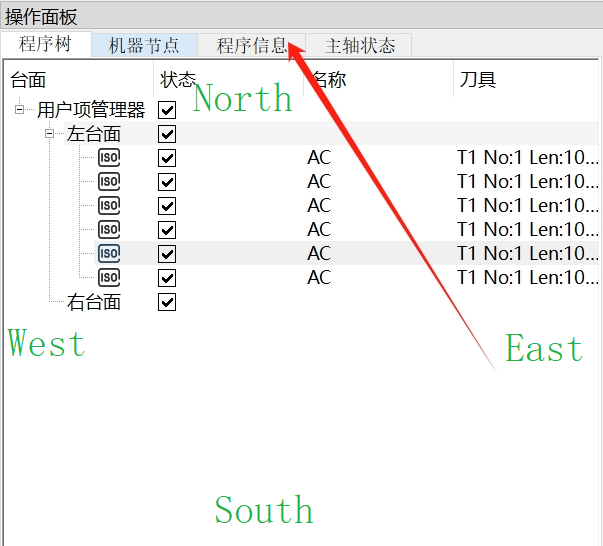 操作面板
程序树 机器节点 程序信息 主轴状态
台面 状态 名称 刀具
North
用户项管理器
左台面
ISO AC T1 No:1 Len:10...
ISO AC T1 No:1 Len:10...
ISO AC T1 No:1 Len:10...
ISO AC T1 No:1 Len:10...
ISO AC T1 No:1 Len:10...
ISO AC T1 No:1 Len:10...
右台面
West East
South